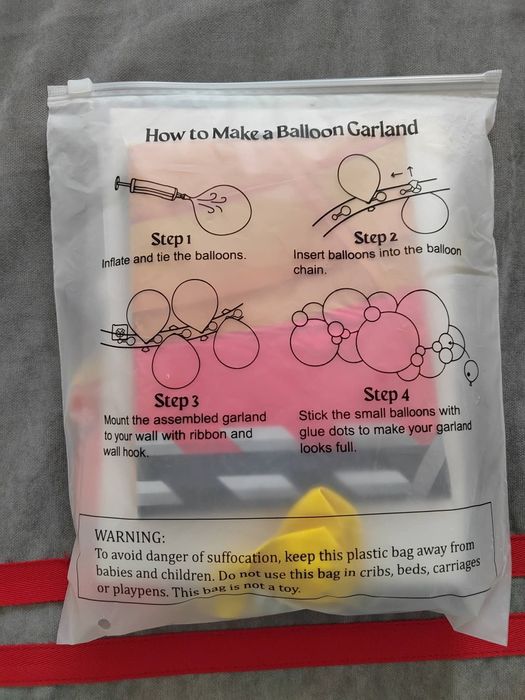 How to Make a Balloon Garland
Step 1
Inflate and tie the balloons.
Step 2
Insert balloons into the balloon
chain.
Step 3
Mount the assembled garland
to your wall with ribbon and
wall hook.
Step 4
Stick the small balloons with
glue dots to make your garland
looks full.
WARNING:
To avoid danger of suffocation, keep this plastic bag away from
babies and children. Do not use this bag in cribs, beds, carriages
or playpens. This bag is not a toy.